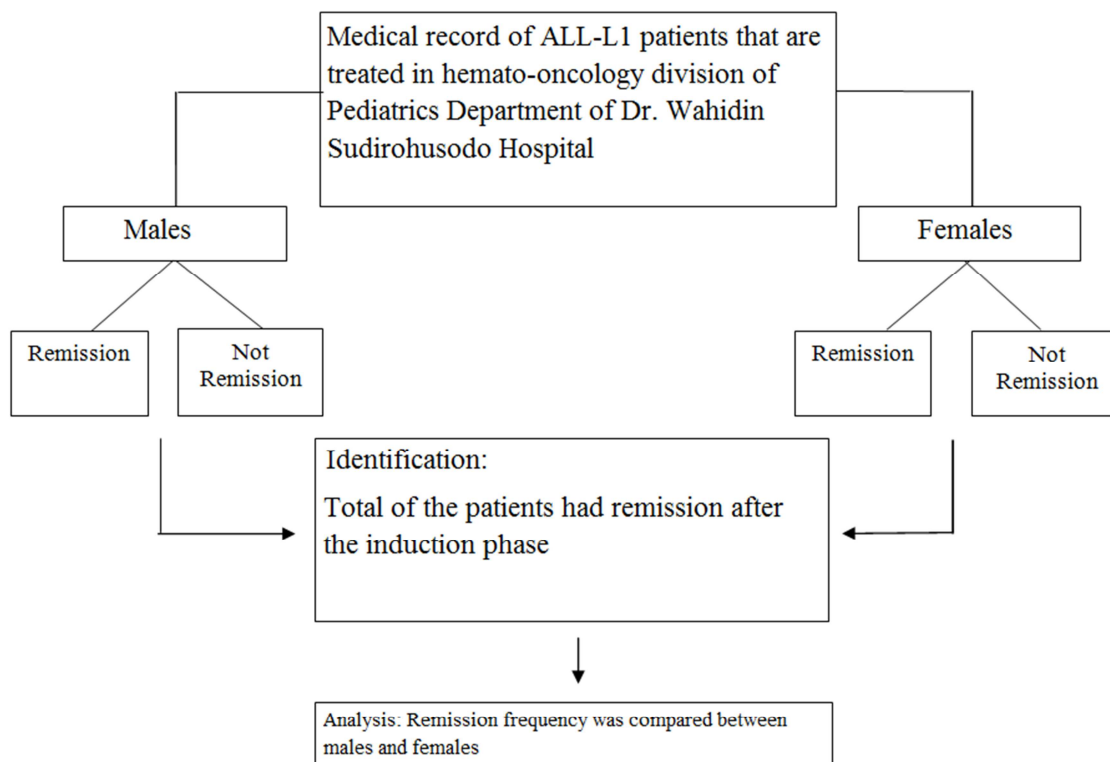 Medical record of ALL-L1 patients that are
treated in hemato-oncology division of
Pediatrics Department of Dr. Wahidin
Sudirohusodo Hospital
Males
Females
Remission
Not
Remission
Remission
Not
Remission
Identification:
Total of the patients had remission after
the induction phase
Analysis: Remission frequency was compared between
males and females